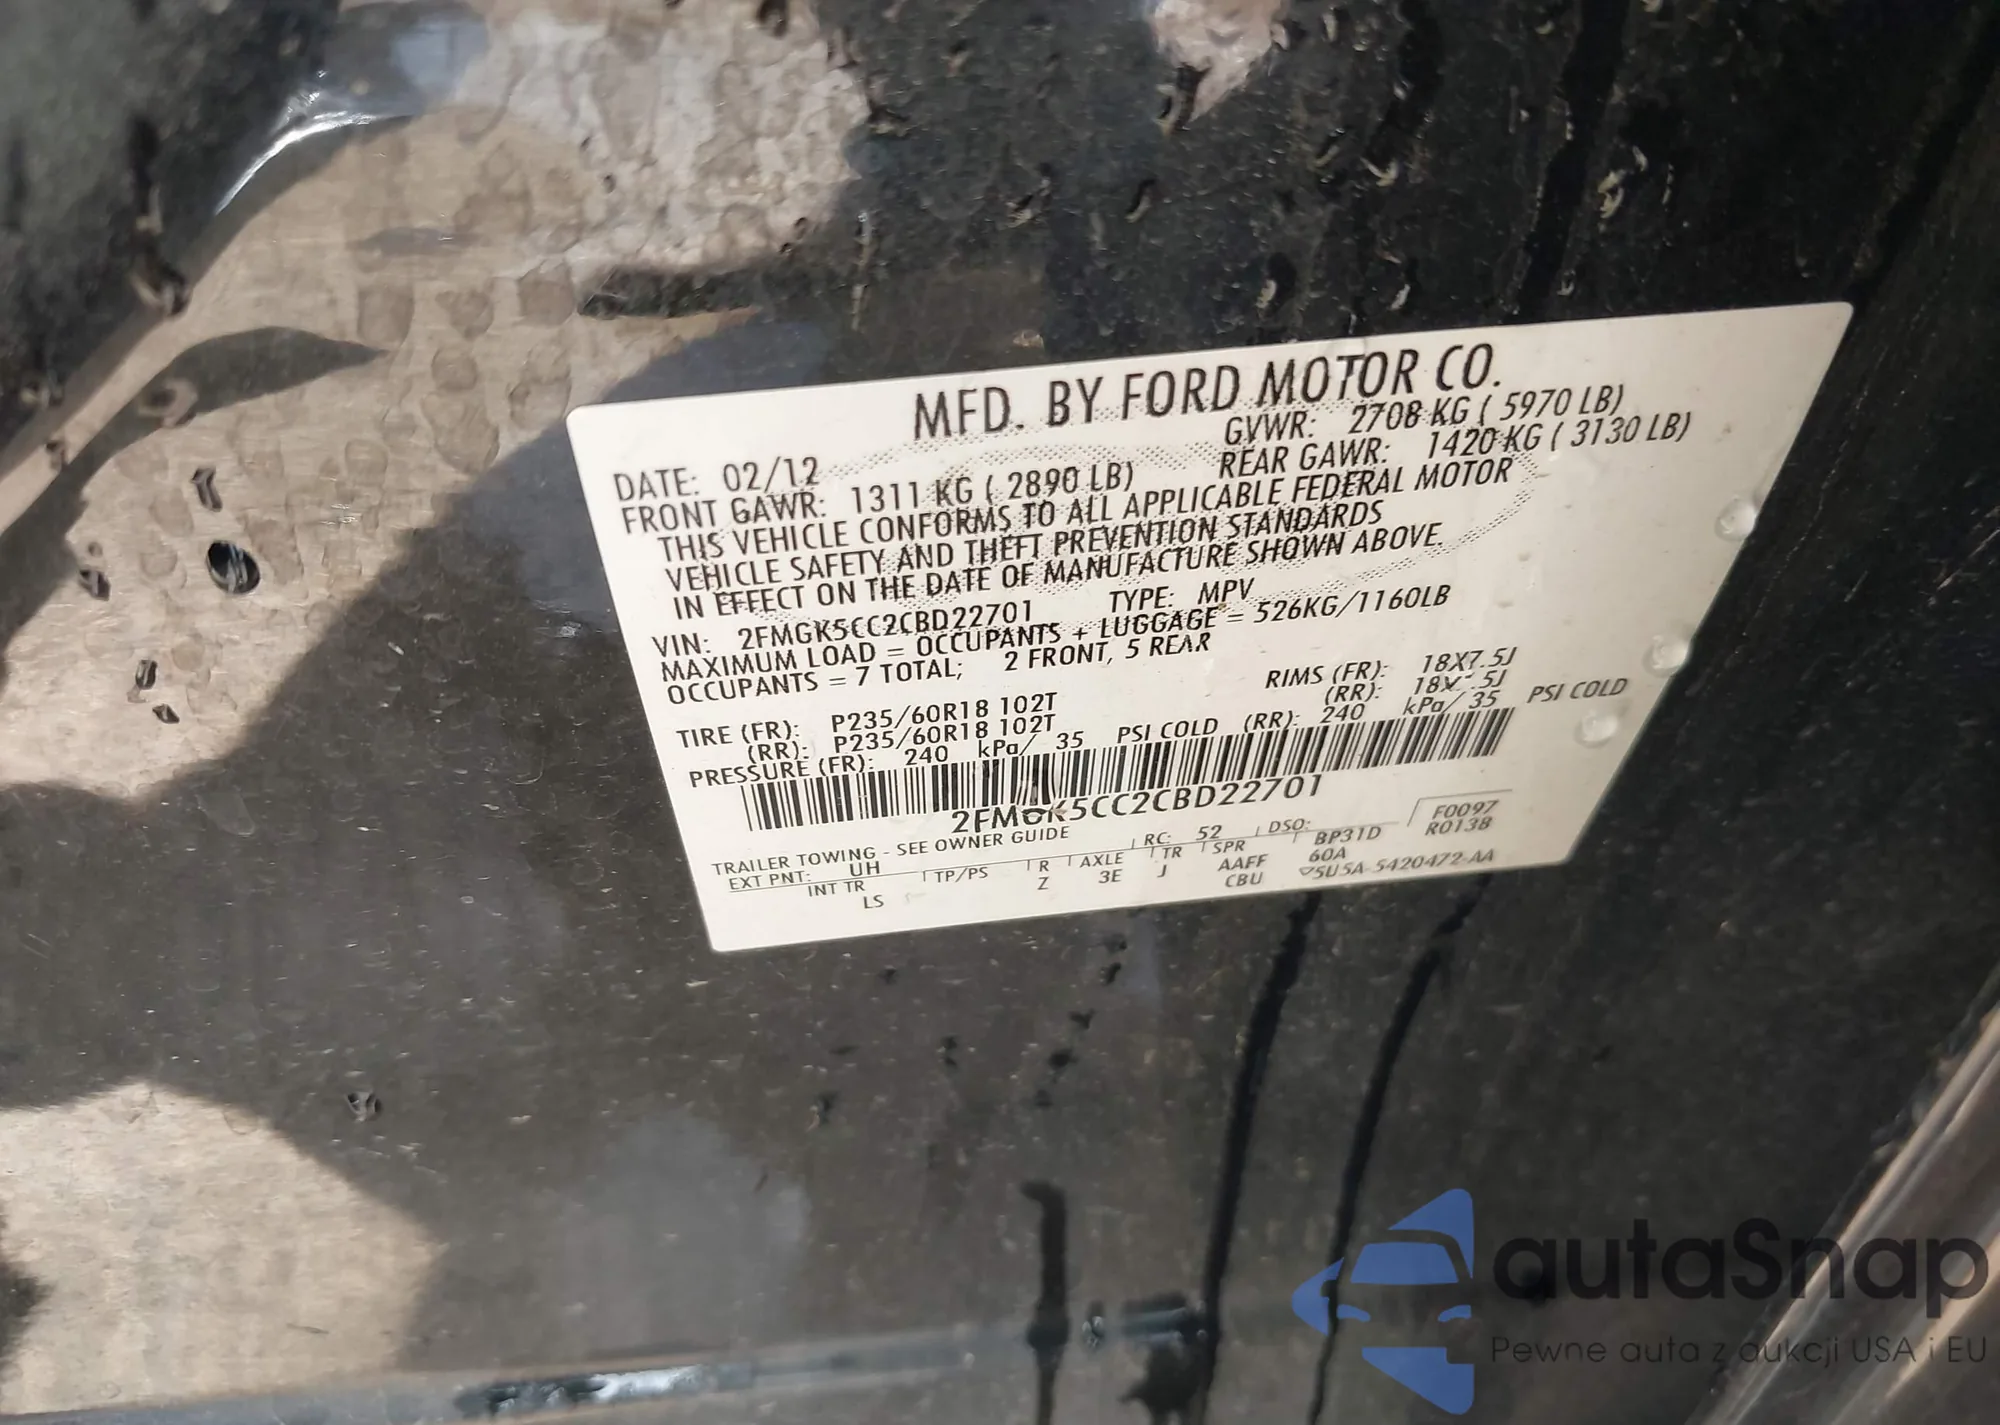 MFD. BY FORD MOTOR CO.
DATE: 02/12 GVWR: 2708 KG ( 5970 LB)
FRONT GAWR: 1311 KG ( 2890 LB) REAR GAWR: 1420 KG ( 3130 LB)
THIS VEHICLE CONFORMS TO ALL APPLICABLE FEDERAL MOTOR
VEHICLE SAFETY AND THEFT PREVENTION STANDARDS
IN EFFECT ON THE DATE OF MANUFACTURE SHOWN ABOVE.
VIN: 2FMGK5CC2CBD22701 TYPE: MPV
MAXIMUM LOAD = OCCUPANTS + LUGGAGE = 526KG/1160LB
OCCUPANTS = 7 TOTAL; 2 FRONT, 5 REAR
TIRE (FR): P235/60R18 102T RIMS (FR): 18X7.5J
(RR): P235/60R18 102T (RR): 18X7.5J
PRESSURE (FR): 240 kPa/ 35 PSI COLD (RR): 240 kPa/ 35 PSI COLD
2FMGK5CC2CBD22701
TRAILER TOWING - SEE OWNER GUIDE RC: 52 DSO: F0097
EXT PNT: UH R AXLE TR SPR BP31D R0138
INT TR TP/PS Z 3E J AAFF 60A
LS CBU ▽5U5A-5420472-AA
autaSnap
Pewne auta z aukcji USA i EU